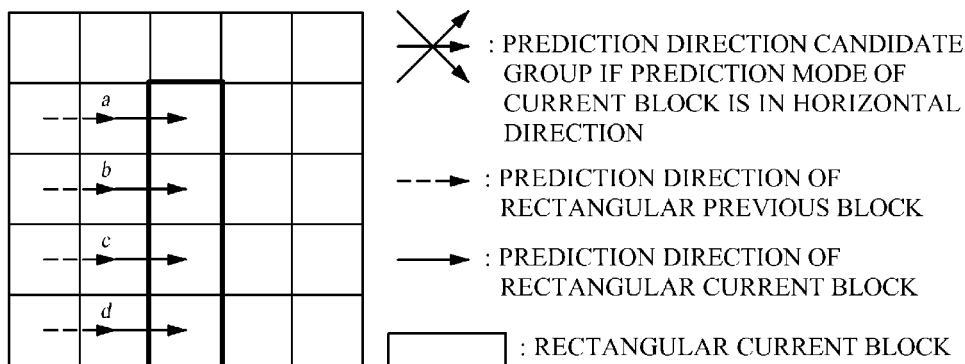 a
b
c
d
: PREDICTION DIRECTION CANDIDATE
GROUP IF PREDICTION MODE OF
CURRENT BLOCK IS IN HORIZONTAL
DIRECTION
: PREDICTION DIRECTION OF
RECTANGULAR PREVIOUS BLOCK
: PREDICTION DIRECTION OF
RECTANGULAR CURRENT BLOCK
: RECTANGULAR CURRENT BLOCK